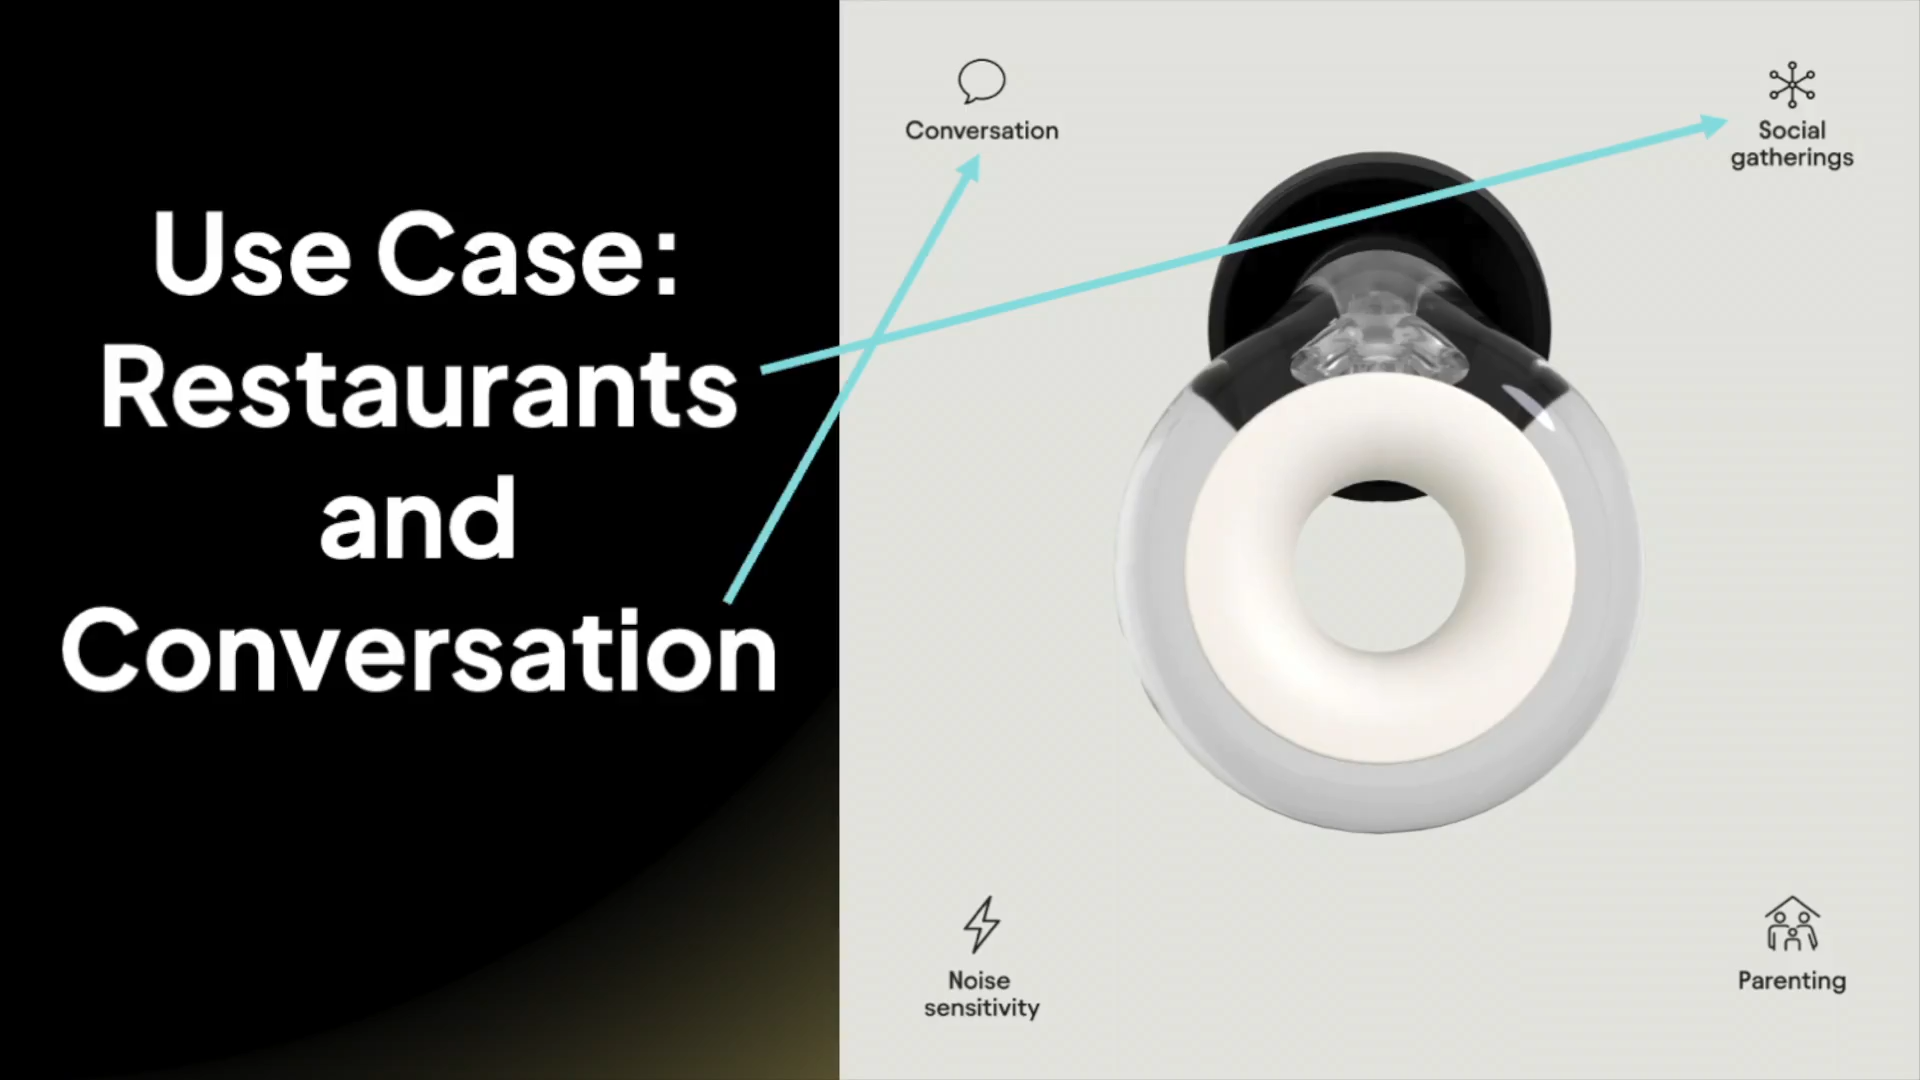 Use Case:
Restaurants
and
Conversation
Conversation
Social
gatherings
Noise
sensitivity
Parenting